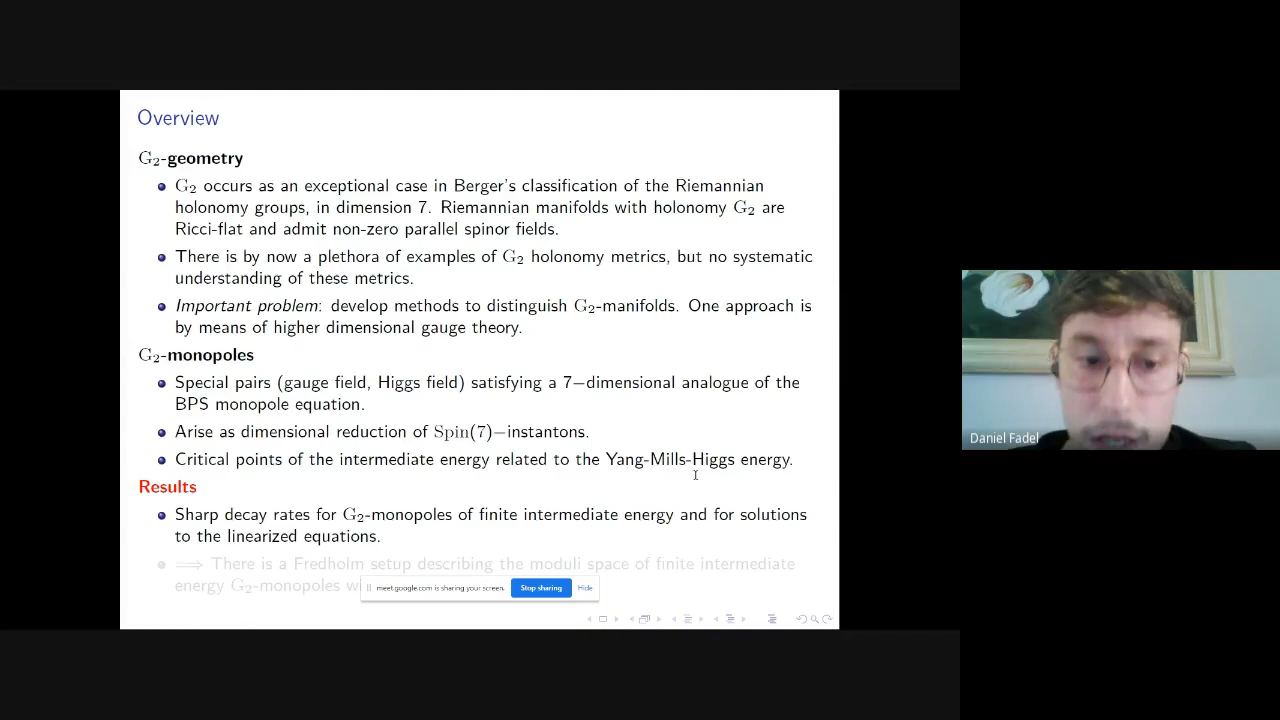 Overview
G₂-geometry
G₂ occurs as an exceptional case in Berger's classification of the Riemannian
holonomy groups, in dimension 7. Riemannian manifolds with holonomy G₂ are
Ricci-flat and admit non-zero parallel spinor fields.
There is by now a plethora of examples of G₂ holonomy metrics, but no systematic
understanding of these metrics.
Important problem: develop methods to distinguish G₂-manifolds. One approach is
by means of higher dimensional gauge theory.
G₂-monopoles
Special pairs (gauge field, Higgs field) satisfying a 7−dimensional analogue of the
BPS monopole equation.
Arise as dimensional reduction of Spin(7)−instantons.
Critical points of the intermediate energy related to the Yang-Mills-Higgs energy.
Results
Sharp decay rates for G₂-monopoles of finite intermediate energy and for solutions
to the linearized equations.
⟹ There is a Fredholm setup describing the moduli space of finite intermediate
energy G₂-monopoles
meet.google.com is sharing your screen. Stop sharing Hide
Daniel Fadel